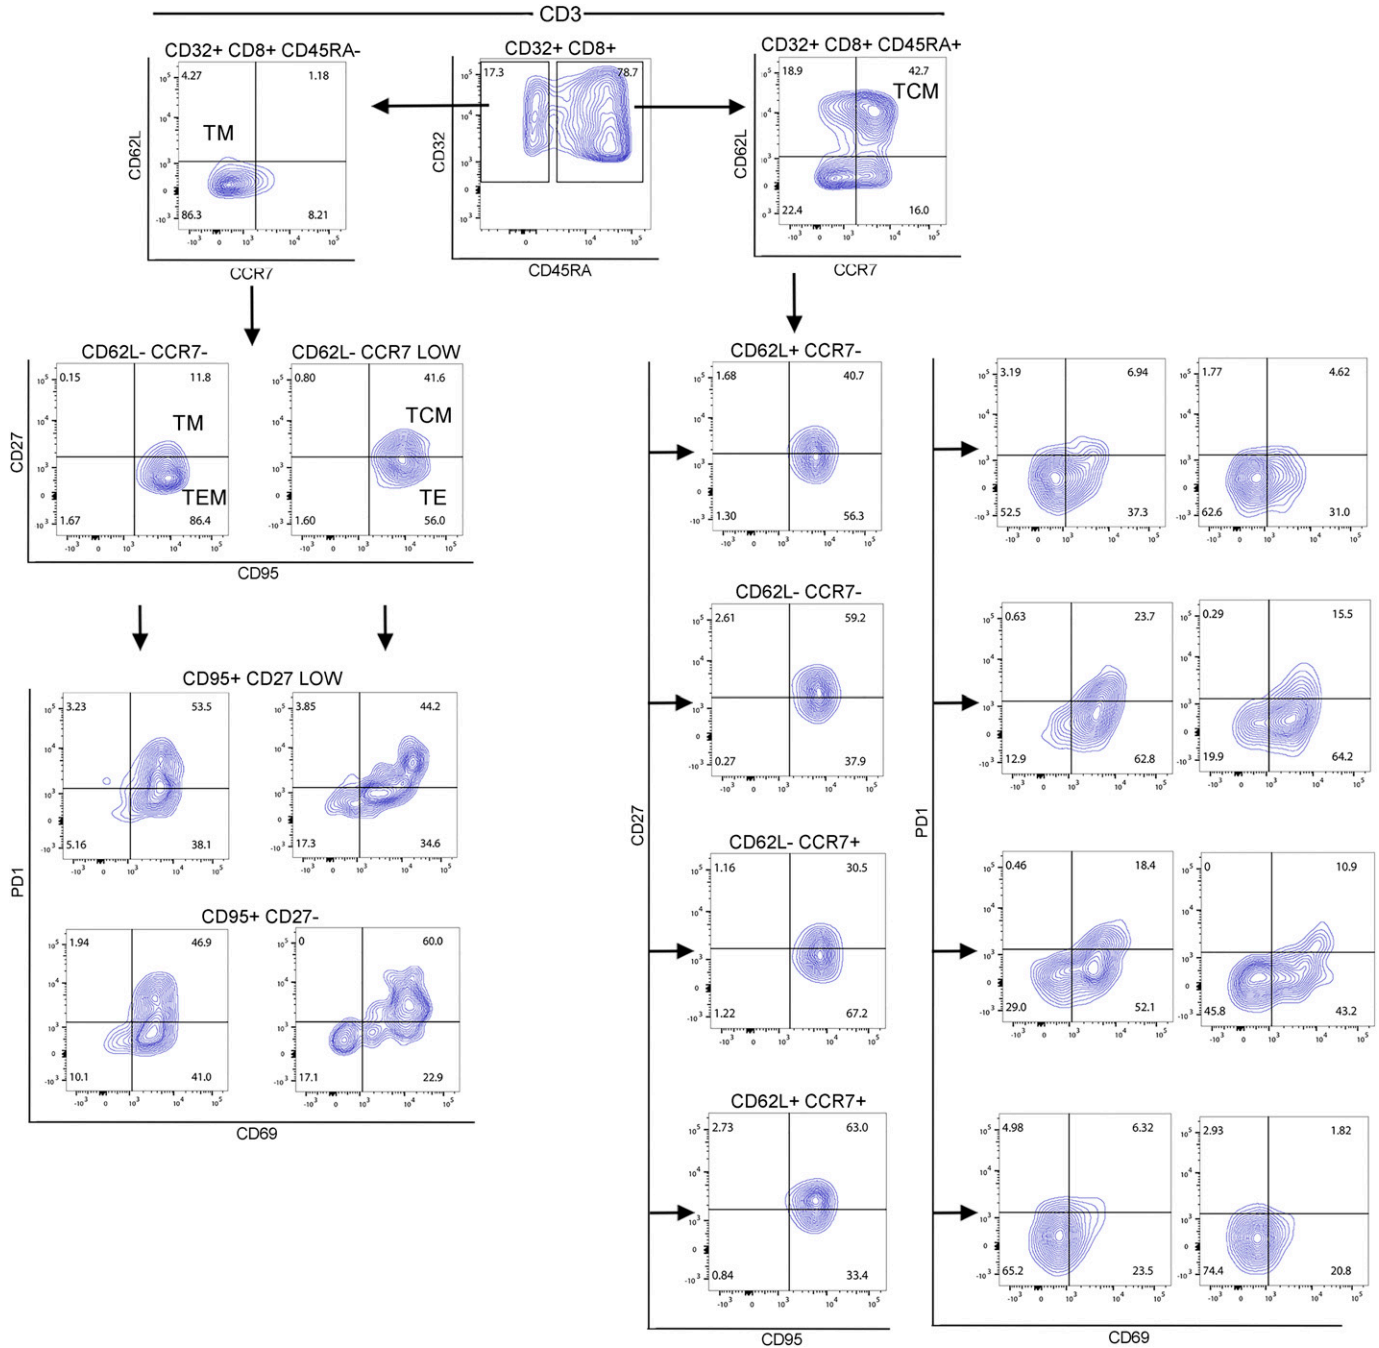 CD3
CD32+ CD8+ CD45RA-
CD32+ CD8+
CD32+ CD8+ CD45RA+
4.27 1.18
TM
86.3 8.21
CD62L
CCR7
17.3 78.7
CD32
CD45RA
18.9 42.7
TCM
22.4 16.0
CD62L
CCR7
CD62L- CCR7-
CD62L- CCR7 LOW
0.15 11.8
TM
TEM
1.67 86.4
0.80 41.6
TCM
TE
1.60 56.0
CD27
CD95
CD95+ CD27 LOW
3.23 53.5
5.16 38.1
3.85 44.2
17.3 34.6
CD95+ CD27-
1.94 46.9
10.1 41.0
0 60.0
17.1 22.9
PD1
CD69
CD62L+ CCR7-
1.68 40.7
1.30 56.3
3.19 6.94
52.5 37.3
1.77 4.62
62.6 31.0
CD62L- CCR7-
2.61 59.2
0.27 37.9
0.63 23.7
12.9 62.8
0.29 15.5
19.9 64.2
CD27
PD1
CD62L- CCR7+
1.16 30.5
1.22 67.2
0.46 18.4
29.0 52.1
0 10.9
45.8 43.2
CD62L+ CCR7+
2.73 63.0
0.84 33.4
4.98 6.32
65.2 23.5
2.93 1.82
74.4 20.8
CD95
CD69